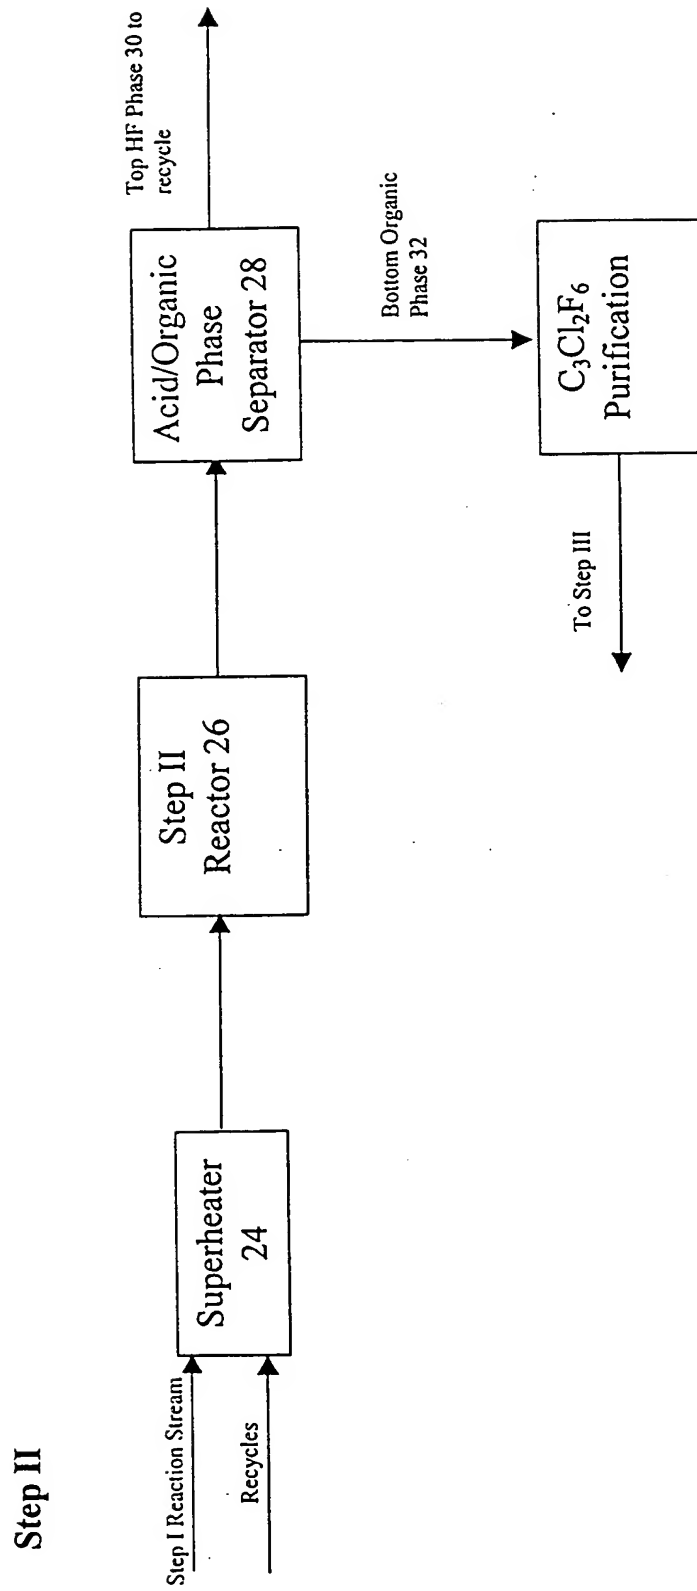 Step II
Step I Reaction Stream
Recycles
Superheater
24
Step II
Reactor 26
Acid/Organic
Phase
Separator 28
Top HF Phase 30 to
recycle
Bottom Organic
Phase 32
C₃Cl₂F₆
Purification
To Step III